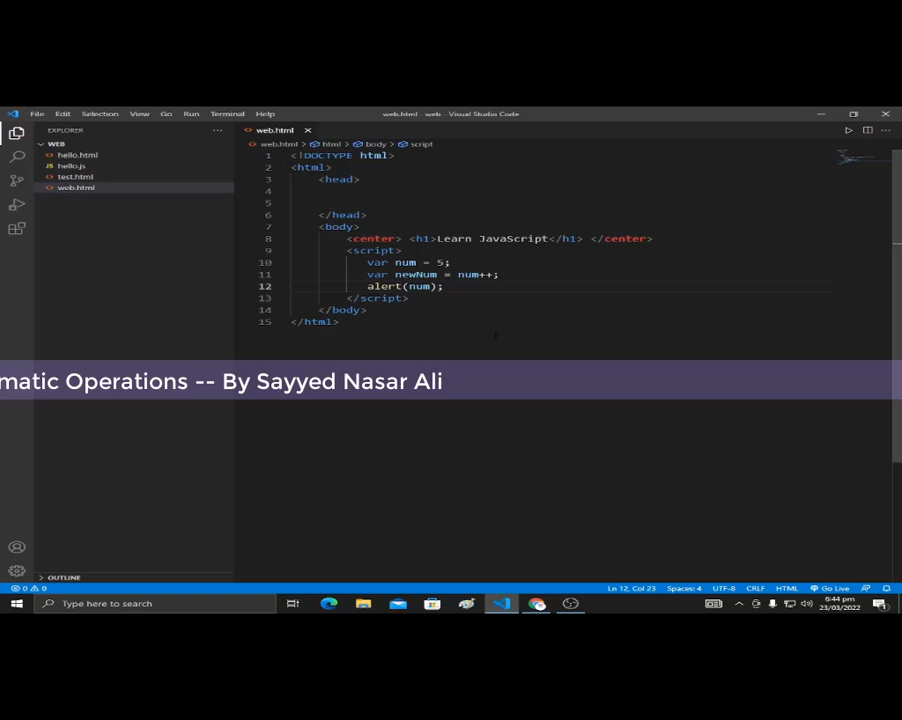 File Edit Selection View Go Run Terminal Help
web.html - web - Visual Studio Code
EXPLORER
WEB
hello.html
hello.js
test.html
web.html
OUTLINE
web.html
web.html > html > body > script
1 <!DOCTYPE html>
2 <html>
3 <head>
4
5
6 </head>
7 <body>
8 <center> <h1>Learn JavaScript</h1> </center>
9 <script>
10 var num = 5;
11 var newNum = num++;
12 alert(num);
13 </script>
14 </body>
15 </html>
matic Operations -- By Sayyed Nasar Ali
0 0
Ln 12, Col 23 Spaces: 4 UTF-8 CRLF HTML Go Live
Type here to search
6:44 pm
23/03/2022